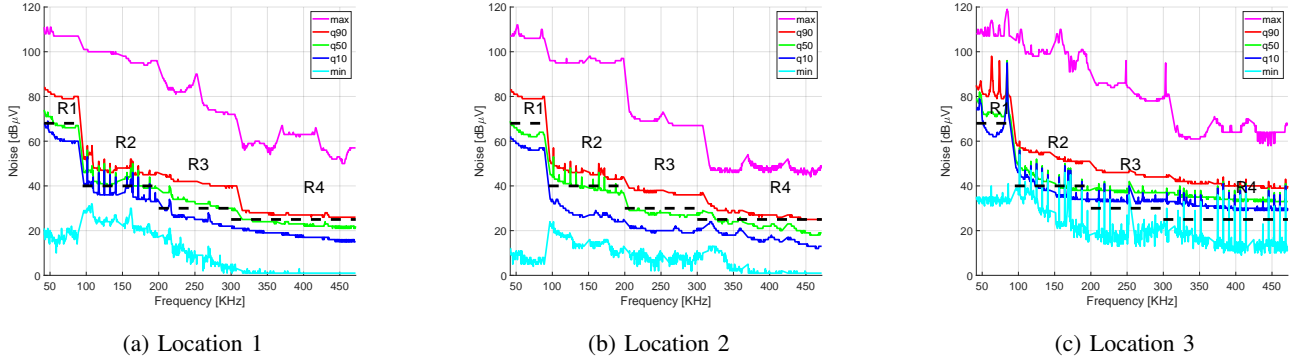 120
100
80
60
40
20
0
Noise [dBμV]
50 100 150 200 250 300 350 400 450
Frequency [KHz]
max
q90
q50
q10
min
R1
R2
R3
R4
(a) Location 1
120
100
80
60
40
20
0
Noise [dBμV]
50 100 150 200 250 300 350 400 450
Frequency [KHz]
max
q90
q50
q10
min
R1
R2
R3
R4
(b) Location 2
120
100
80
60
40
20
0
Noise [dBμV]
50 100 150 200 250 300 350 400 450
Frequency [KHz]
max
q90
q50
q10
min
R1
R2
R3
R4
(c) Location 3